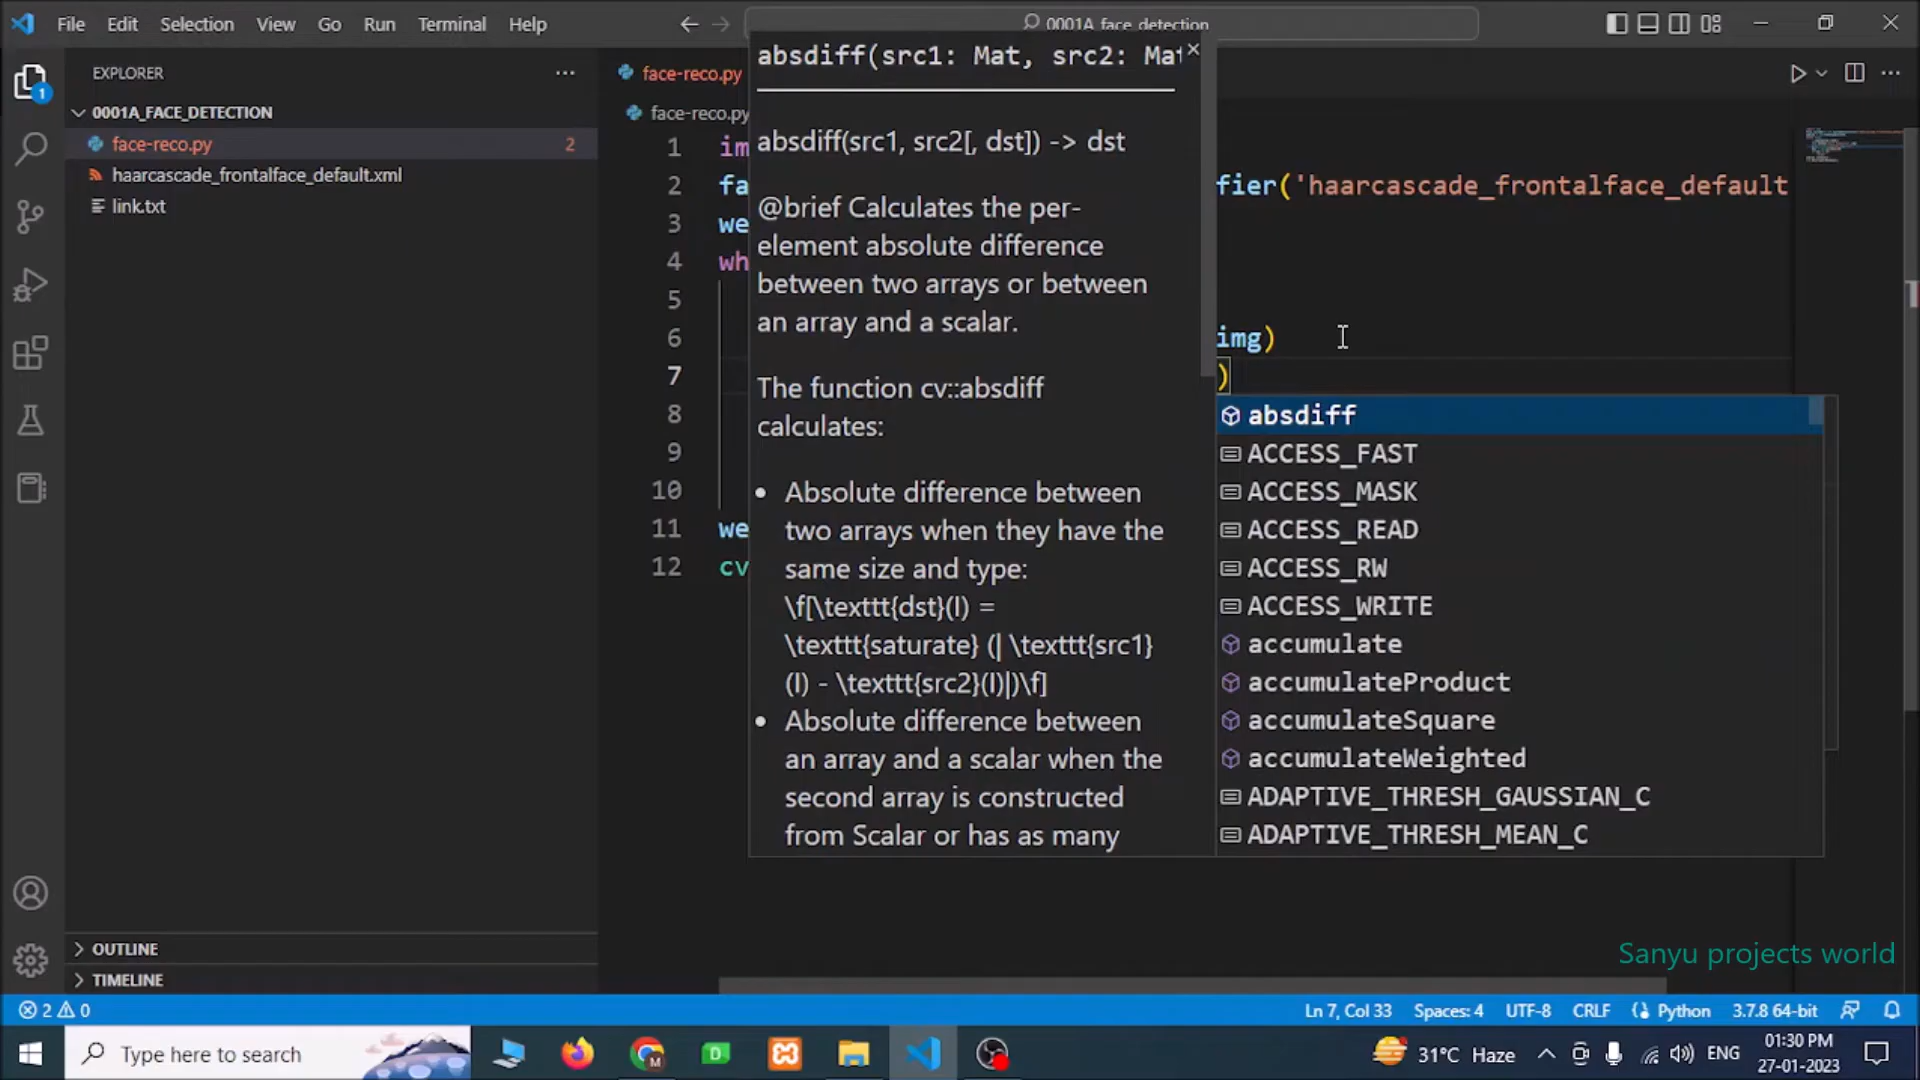 File Edit Selection View Go Run Terminal Help
0001A_face_detection
EXPLORER
0001A_FACE_DETECTION
face-reco.py 2
haarcascade_frontalface_default.xml
link.txt
OUTLINE
TIMELINE
face-reco.py
face-reco.py
1 im
2 fa fier('haarcascade_frontalface_default
3 we
4 wh
5
6 img)
7 )
8
9
10
11 we
12 cv
absdiff(src1: Mat, src2: Mat
absdiff(src1, src2[, dst]) -> dst
@brief Calculates the per-
element absolute difference
between two arrays or between
an array and a scalar.
The function cv::absdiff
calculates:
• Absolute difference between
two arrays when they have the
same size and type:
\f[\texttt{dst}(I) =
\texttt{saturate} (| \texttt{src1}
(I) - \texttt{src2}(I)|)\f]
• Absolute difference between
an array and a scalar when the
second array is constructed
from Scalar or has as many
absdiff
ACCESS_FAST
ACCESS_MASK
ACCESS_READ
ACCESS_RW
ACCESS_WRITE
accumulate
accumulateProduct
accumulateSquare
accumulateWeighted
ADAPTIVE_THRESH_GAUSSIAN_C
ADAPTIVE_THRESH_MEAN_C
Sanyu projects world
2 0
Ln 7, Col 33 Spaces: 4 UTF-8 CRLF Python 3.7.8 64-bit
Type here to search
31°C Haze
ENG
01:30 PM
27-01-2023